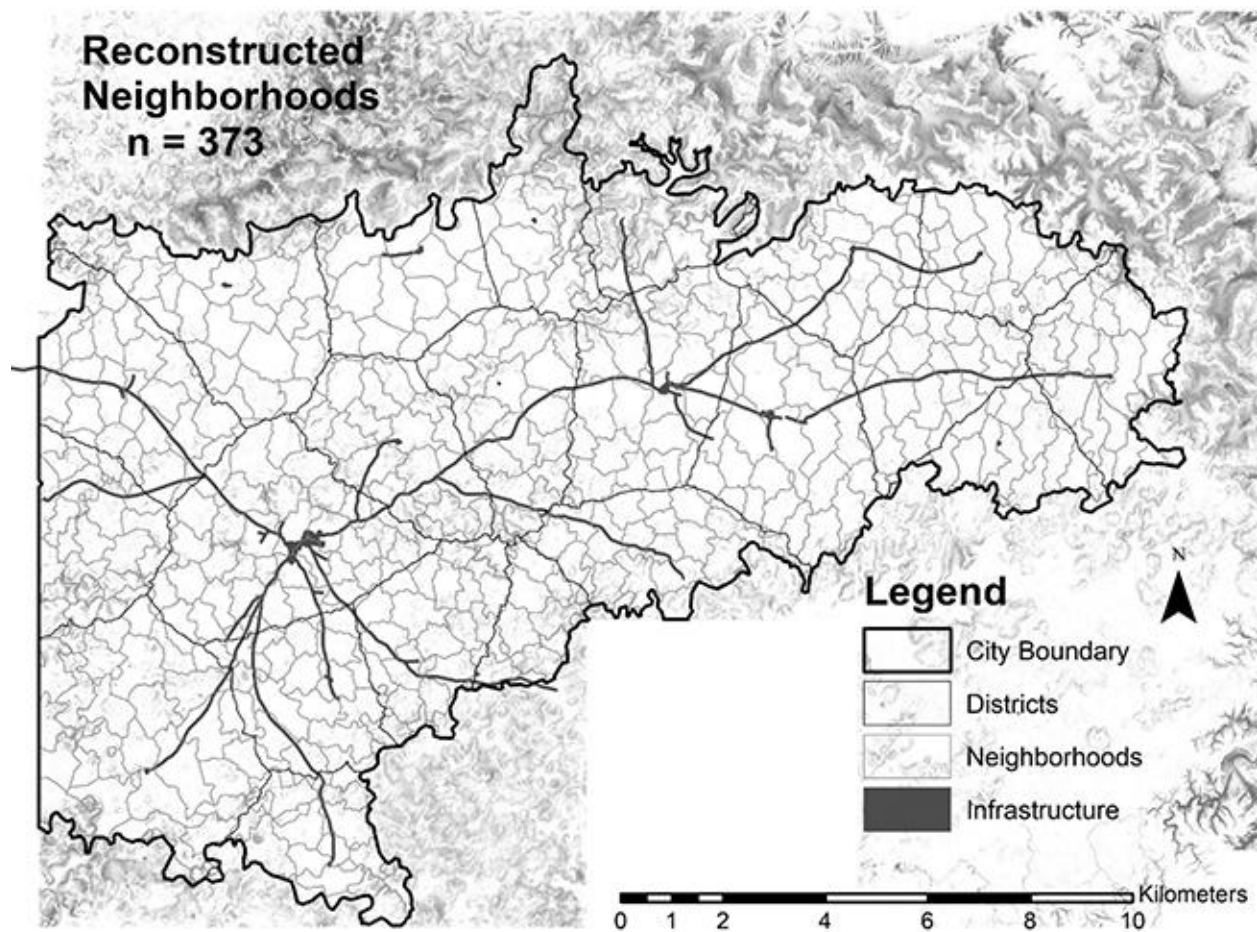 Reconstructed
Neighborhoods
n = 373
N
Legend
City Boundary
Districts
Neighborhoods
Infrastructure
Kilometers
0 1 2 4 6 8 10